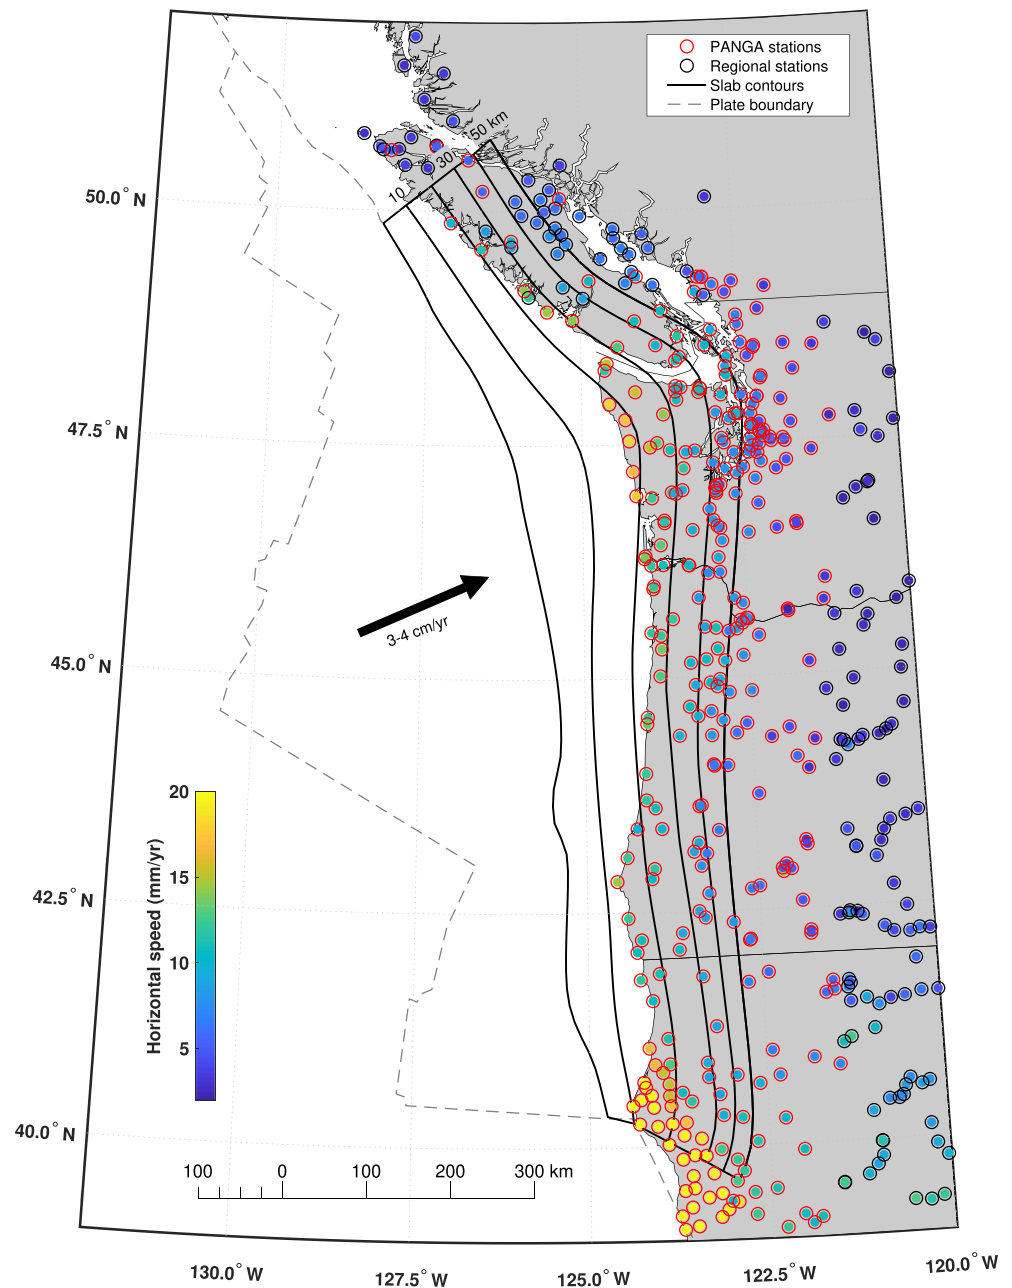 PANGA stations
Regional stations
Slab contours
Plate boundary
50 km
30
10
50.0° N
47.5° N
45.0° N
42.5° N
40.0° N
3-4 cm/yr
20
15
10
5
Horizontal speed (mm/yr)
100 0 100 200 300 km
130.0° W 127.5° W 125.0° W 122.5° W 120.0° W